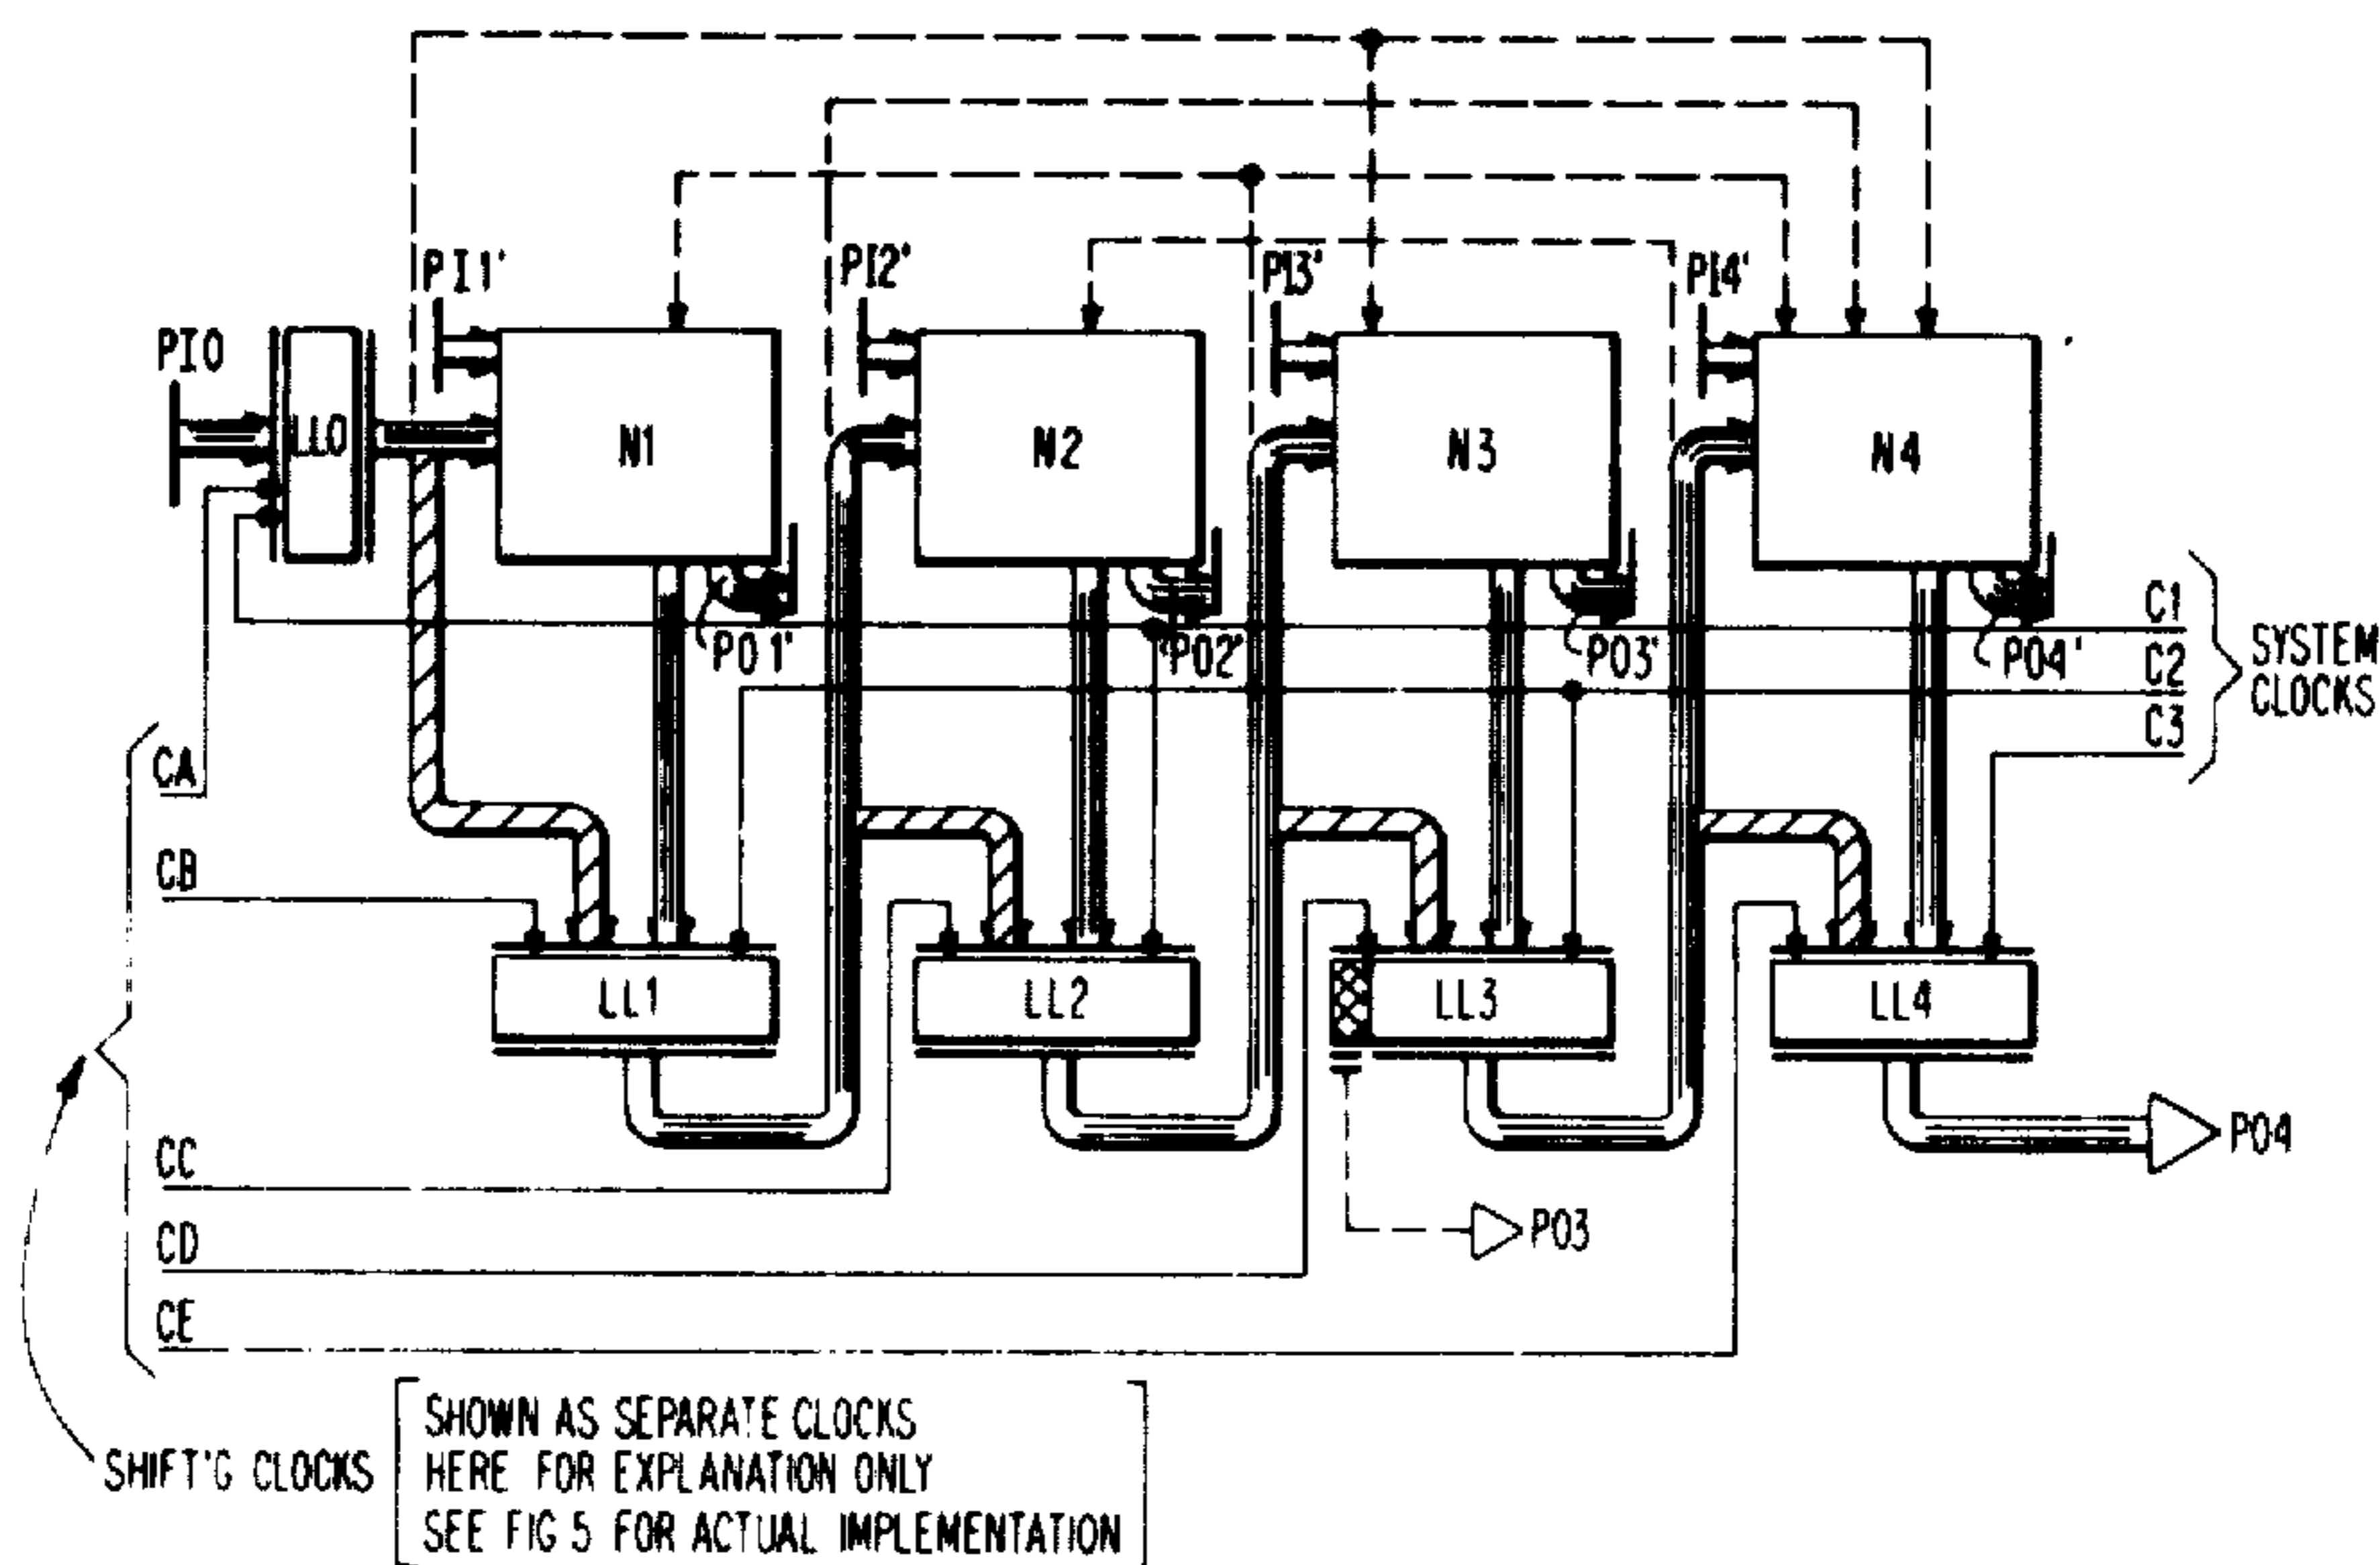 PI1'
PI2'
PI3'
PI4'
PI0
LL0
N1
N2
N3
N4
C1
C2
C3
SYSTEM
CLOCKS
PO1'
PO2'
PO3'
PO4'
CA
CB
LL1
LL2
LL3
LL4
CC
CD
CE
PO4
PO3
SHIFT'G CLOCKS
SHOWN AS SEPARATE CLOCKS
HERE FOR EXPLANATION ONLY
SEE FIG 5 FOR ACTUAL IMPLEMENTATION